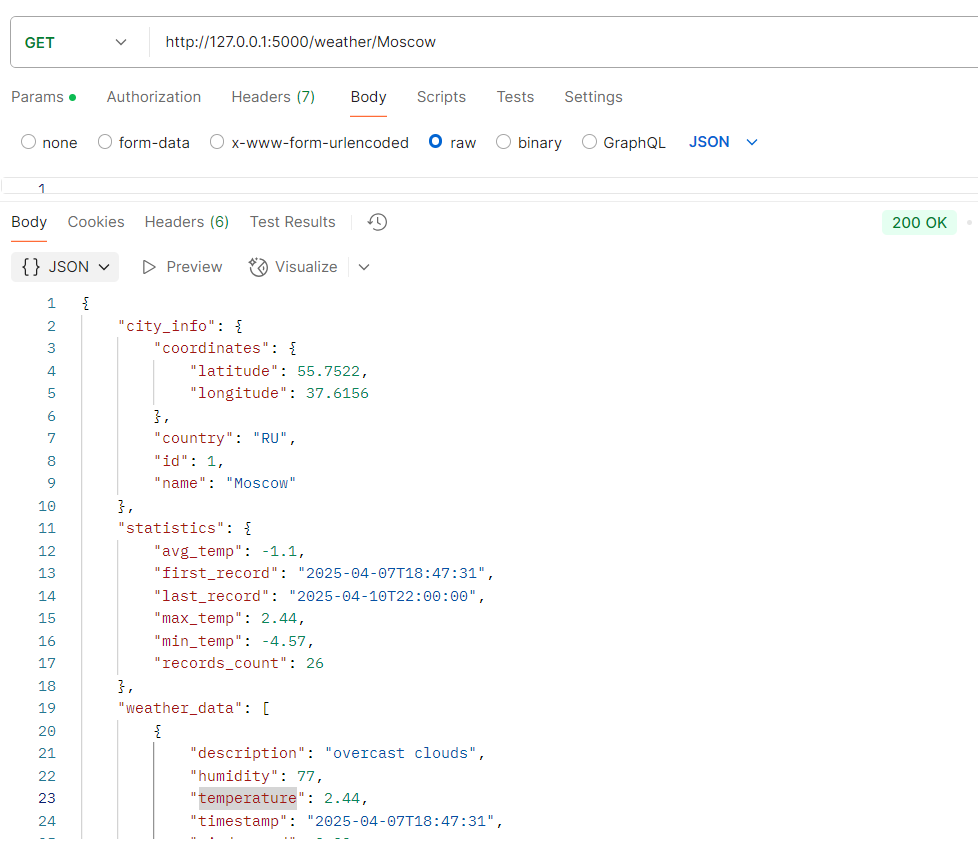 GET http://127.0.0.1:5000/weather/Moscow
Params Authorization Headers (7) Body Scripts Tests Settings
none form-data x-www-form-urlencoded raw binary GraphQL JSON
1
Body Cookies Headers (6) Test Results 200 OK
{} JSON Preview Visualize
1 {
2 "city_info": {
3 "coordinates": {
4 "latitude": 55.7522,
5 "longitude": 37.6156
6 },
7 "country": "RU",
8 "id": 1,
9 "name": "Moscow"
10 },
11 "statistics": {
12 "avg_temp": -1.1,
13 "first_record": "2025-04-07T18:47:31",
14 "last_record": "2025-04-10T22:00:00",
15 "max_temp": 2.44,
16 "min_temp": -4.57,
17 "records_count": 26
18 },
19 "weather_data": [
20 {
21 "description": "overcast clouds",
22 "humidity": 77,
23 "temperature": 2.44,
24 "timestamp": "2025-04-07T18:47:31",